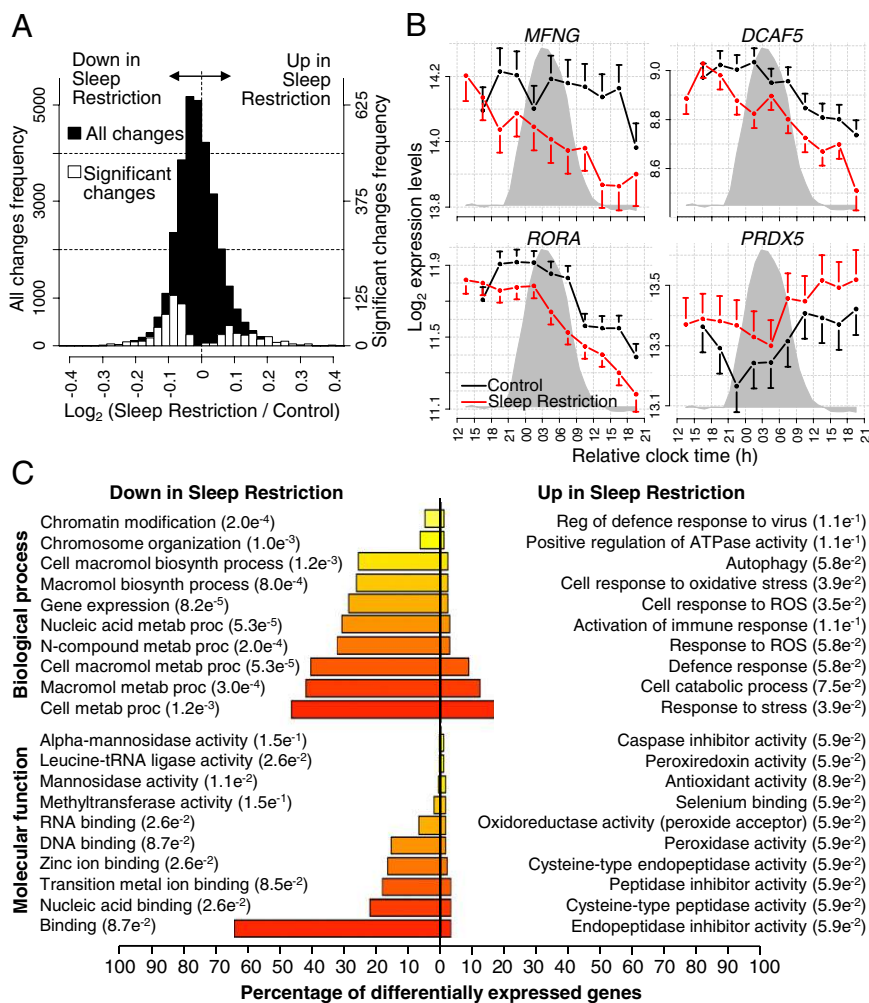 A
Down in Sleep Restriction
Up in Sleep Restriction
All changes
Significant changes
All changes frequency
5000
3000
1000
0
Significant changes frequency
625
375
125
0
-0.4 -0.3 -0.2 -0.1 0 0.1 0.2 0.3 0.4
Log2 (Sleep Restriction / Control)
B
Log2 expression levels
MFNG
14.2
14.0
13.8
DCAF5
9.0
8.8
8.6
RORA
11.9
11.5
11.1
Control
Sleep Restriction
PRDX5
13.5
13.3
13.1
12 15 18 21 00 03 06 09 12 15 18 21
12 15 18 21 00 03 06 09 12 15 18 21
Relative clock time (h)
C
Down in Sleep Restriction
Up in Sleep Restriction
Biological process
Chromatin modification (2.0e-4)
Reg of defence response to virus (1.1e-1)
Chromosome organization (1.0e-3)
Positive regulation of ATPase activity (1.1e-1)
Cell macromol biosynth process (1.2e-3)
Autophagy (5.8e-2)
Macromol biosynth process (8.0e-4)
Cell response to oxidative stress (3.9e-2)
Gene expression (8.2e-5)
Cell response to ROS (3.5e-2)
Nucleic acid metab proc (5.3e-5)
Activation of immune response (1.1e-1)
N-compound metab proc (2.0e-4)
Response to ROS (5.8e-2)
Cell macromol metab proc (5.3e-5)
Defence response (5.8e-2)
Macromol metab proc (3.0e-4)
Cell catabolic process (7.5e-2)
Cell metab proc (1.2e-3)
Response to stress (3.9e-2)
Molecular function
Alpha-mannosidase activity (1.5e-1)
Caspase inhibitor activity (5.9e-2)
Leucine-tRNA ligase activity (2.6e-2)
Peroxiredoxin activity (5.9e-2)
Mannosidase activity (1.1e-2)
Antioxidant activity (8.9e-2)
Methyltransferase activity (1.5e-1)
Selenium binding (5.9e-2)
RNA binding (2.6e-2)
Oxidoreductase activity (peroxide acceptor) (5.9e-2)
DNA binding (8.7e-2)
Peroxidase activity (5.9e-2)
Zinc ion binding (2.6e-2)
Cysteine-type endopeptidase activity (5.9e-2)
Transition metal ion binding (8.5e-2)
Peptidase inhibitor activity (5.9e-2)
Nucleic acid binding (2.6e-2)
Cysteine-type peptidase activity (5.9e-2)
Binding (8.7e-2)
Endopeptidase inhibitor activity (5.9e-2)
100 90 80 70 60 50 40 30 20 10 0 10 20 30 40 50 60 70 80 90 100
Percentage of differentially expressed genes